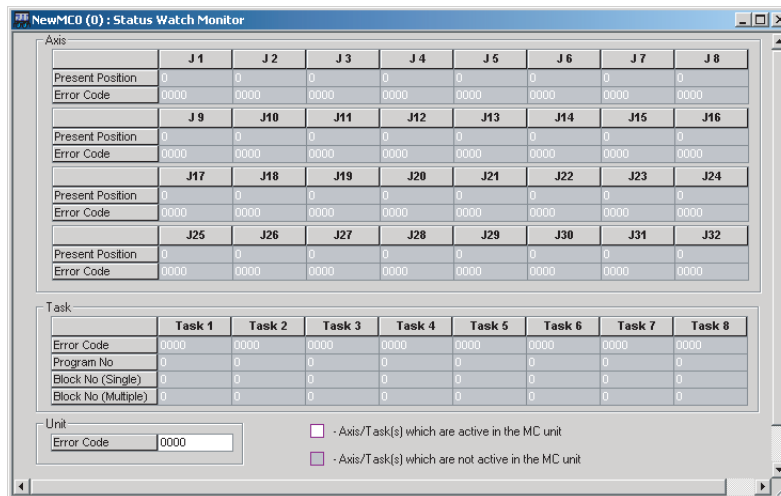 NewMC0 (0) : Status Watch Monitor
Axis
J 1 J 2 J 3 J 4 J 5 J 6 J 7 J 8
Present Position 0 0 0 0 0 0 0 0
Error Code 0000 0000 0000 0000 0000 0000 0000 0000
J 9 J10 J11 J12 J13 J14 J15 J16
Present Position 0 0 0 0 0 0 0 0
Error Code 0000 0000 0000 0000 0000 0000 0000 0000
J17 J18 J19 J20 J21 J22 J23 J24
Present Position 0 0 0 0 0 0 0 0
Error Code 0000 0000 0000 0000 0000 0000 0000 0000
J25 J26 J27 J28 J29 J30 J31 J32
Present Position 0 0 0 0 0 0 0 0
Error Code 0000 0000 0000 0000 0000 0000 0000 0000
Task
Task 1 Task 2 Task 3 Task 4 Task 5 Task 6 Task 7 Task 8
Error Code 0000 0000 0000 0000 0000 0000 0000 0000
Program No 0 0 0 0 0 0 0 0
Block No (Single) 0 0 0 0 0 0 0 0
Block No (Multiple) 0 0 0 0 0 0 0 0
Unit
Error Code 0000
- Axis/Task(s) which are active in the MC unit
- Axis/Task(s) which are not active in the MC unit